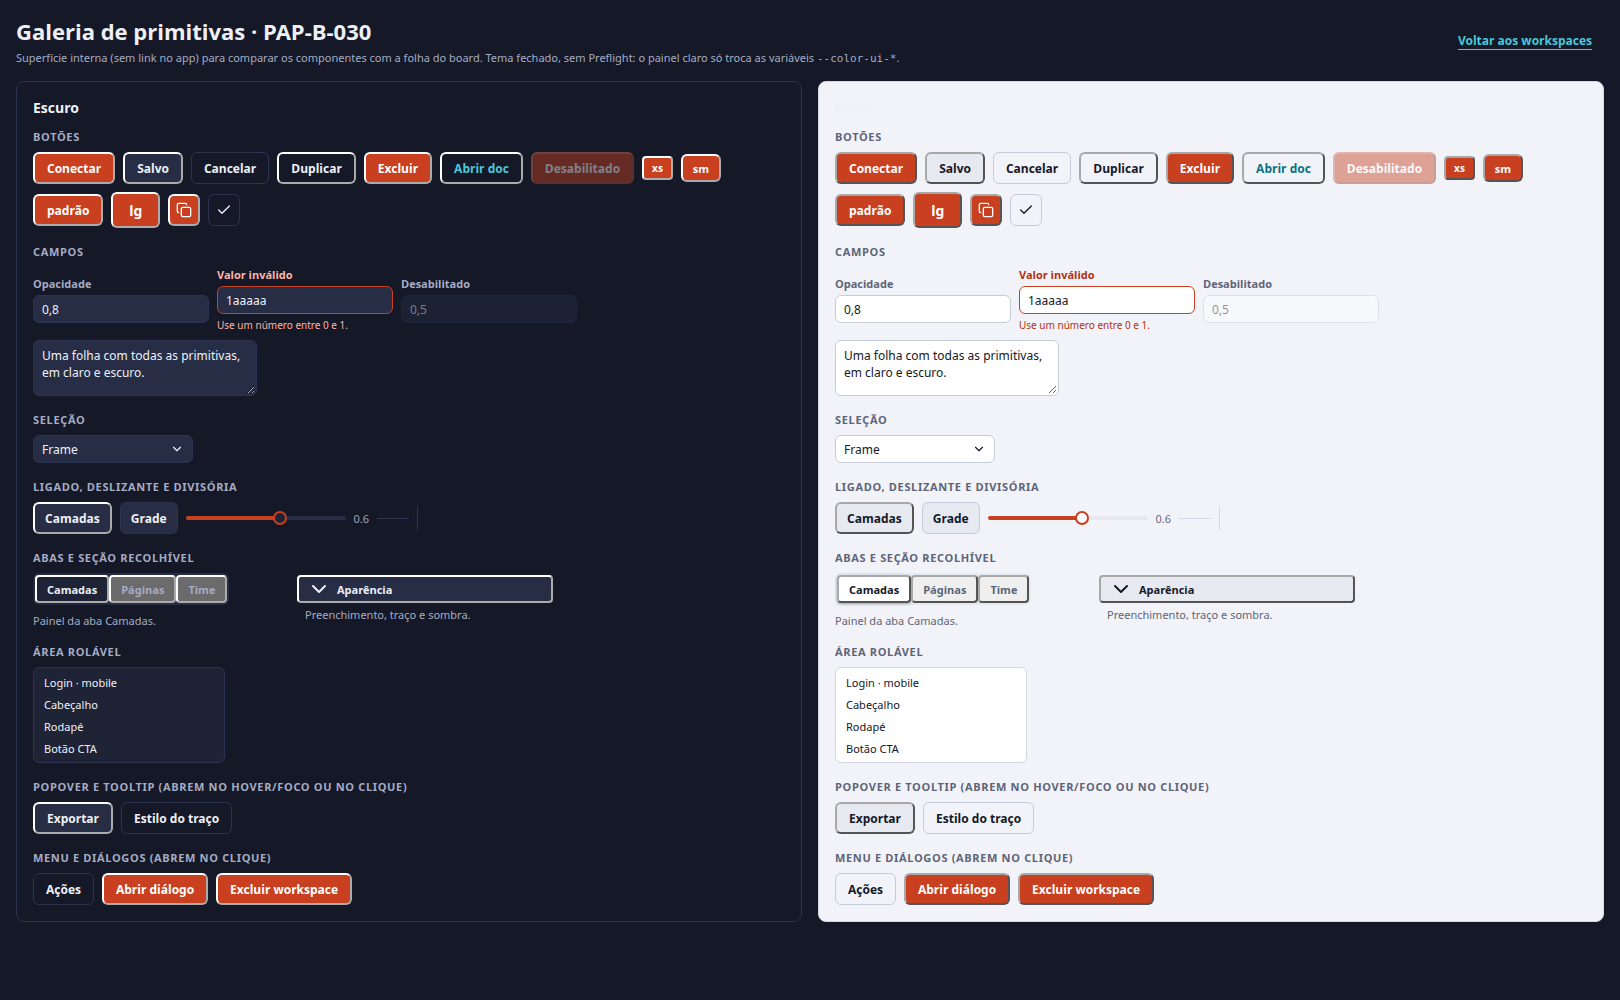 Galeria de primitivas · PAP-B-030
Superfície interna (sem link no app) para comparar os componentes com a folha do board. Tema fechado, sem Preflight: o painel claro só troca as variáveis --color-ui-*.
Voltar aos workspaces
Escuro
BOTÕES
Conectar Salvo Cancelar Duplicar Excluir Abrir doc Desabilitado xs sm
padrão lg
CAMPOS
Opacidade Valor inválido Desabilitado
0,8 1aaaaa 0,5
Use um número entre 0 e 1.
Uma folha com todas as primitivas,
em claro e escuro.
SELEÇÃO
Frame
LIGADO, DESLIZANTE E DIVISÓRIA
Camadas Grade 0.6
ABAS E SEÇÃO RECOLHÍVEL
Camadas Páginas Time Aparência
Painel da aba Camadas. Preenchimento, traço e sombra.
ÁREA ROLÁVEL
Login · mobile
Cabeçalho
Rodapé
Botão CTA
POPOVER E TOOLTIP (ABREM NO HOVER/FOCO OU NO CLIQUE)
Exportar Estilo do traço
MENU E DIÁLOGOS (ABREM NO CLIQUE)
Ações Abrir diálogo Excluir workspace
BOTÕES
Conectar Salvo Cancelar Duplicar Excluir Abrir doc Desabilitado xs sm
padrão lg
CAMPOS
Opacidade Valor inválido Desabilitado
0,8 1aaaaa 0,5
Use um número entre 0 e 1.
Uma folha com todas as primitivas,
em claro e escuro.
SELEÇÃO
Frame
LIGADO, DESLIZANTE E DIVISÓRIA
Camadas Grade 0.6
ABAS E SEÇÃO RECOLHÍVEL
Camadas Páginas Time Aparência
Painel da aba Camadas. Preenchimento, traço e sombra.
ÁREA ROLÁVEL
Login · mobile
Cabeçalho
Rodapé
Botão CTA
POPOVER E TOOLTIP (ABREM NO HOVER/FOCO OU NO CLIQUE)
Exportar Estilo do traço
MENU E DIÁLOGOS (ABREM NO CLIQUE)
Ações Abrir diálogo Excluir workspace